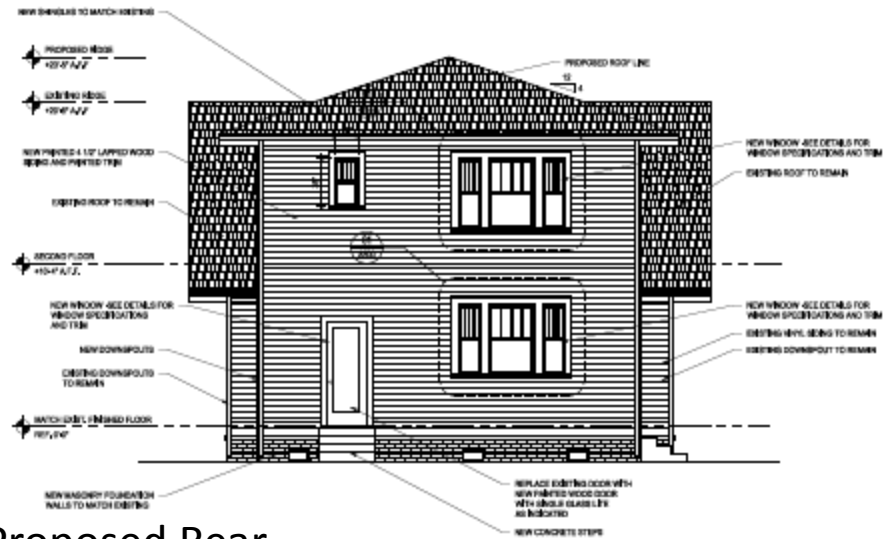 NEW SHINGLES TO MATCH EXISTING
PROPOSED RIDGE
EXISTING RIDGE
PROPOSED ROOF LINE
12
4
NEW PAINTED 4 1/2" LAPPED WOOD
SIDING AND PAINTED TRIM
EXISTING ROOF TO REMAIN
NEW WINDOW -SEE DETAILS FOR
WINDOW SPECIFICATIONS AND TRIM
EXISTING ROOF TO REMAIN
SECOND FLOOR
NEW WINDOW -SEE DETAILS FOR
WINDOW SPECIFICATIONS
AND TRIM
NEW DOWNSPOUTS
EXISTING DOWNSPOUTS
TO REMAIN
NEW WINDOW -SEE DETAILS FOR
WINDOW SPECIFICATIONS AND TRIM
EXISTING VINYL SIDING TO REMAIN
EXISTING DOWNSPOUT TO REMAIN
MATCH EXIST. FINISHED FLOOR
NEW MASONRY FOUNDATION
WALLS TO MATCH EXISTING
REPLACE EXISTING DOOR WITH
NEW PAINTED WOOD DOOR
WITH SINGLE GLASS LITE
AS INDICATED
NEW CONCRETE STEPS
Proposed Rear